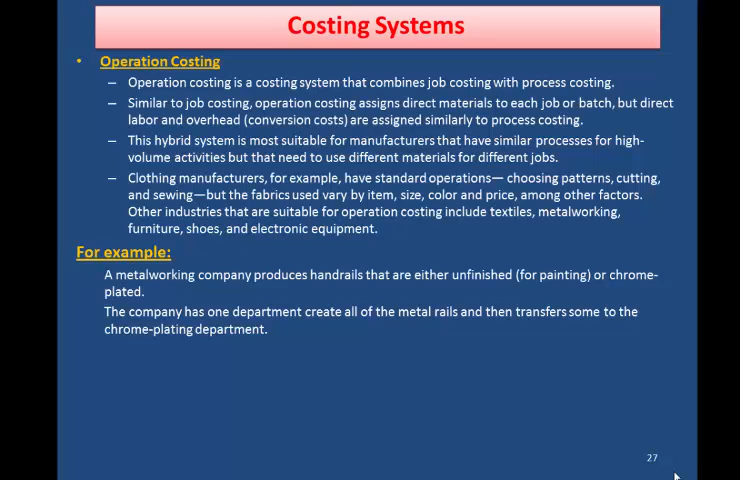 Costing Systems
• Operation Costing
– Operation costing is a costing system that combines job costing with process costing.
– Similar to job costing, operation costing assigns direct materials to each job or batch, but direct
labor and overhead (conversion costs) are assigned similarly to process costing.
– This hybrid system is most suitable for manufacturers that have similar processes for high-
volume activities but that need to use different materials for different jobs.
– Clothing manufacturers, for example, have standard operations— choosing patterns, cutting,
and sewing—but the fabrics used vary by item, size, color and price, among other factors.
Other industries that are suitable for operation costing include textiles, metalworking,
furniture, shoes, and electronic equipment.
For example:
A metalworking company produces handrails that are either unfinished (for painting) or chrome-
plated.
The company has one department create all of the metal rails and then transfers some to the
chrome-plating department.
27